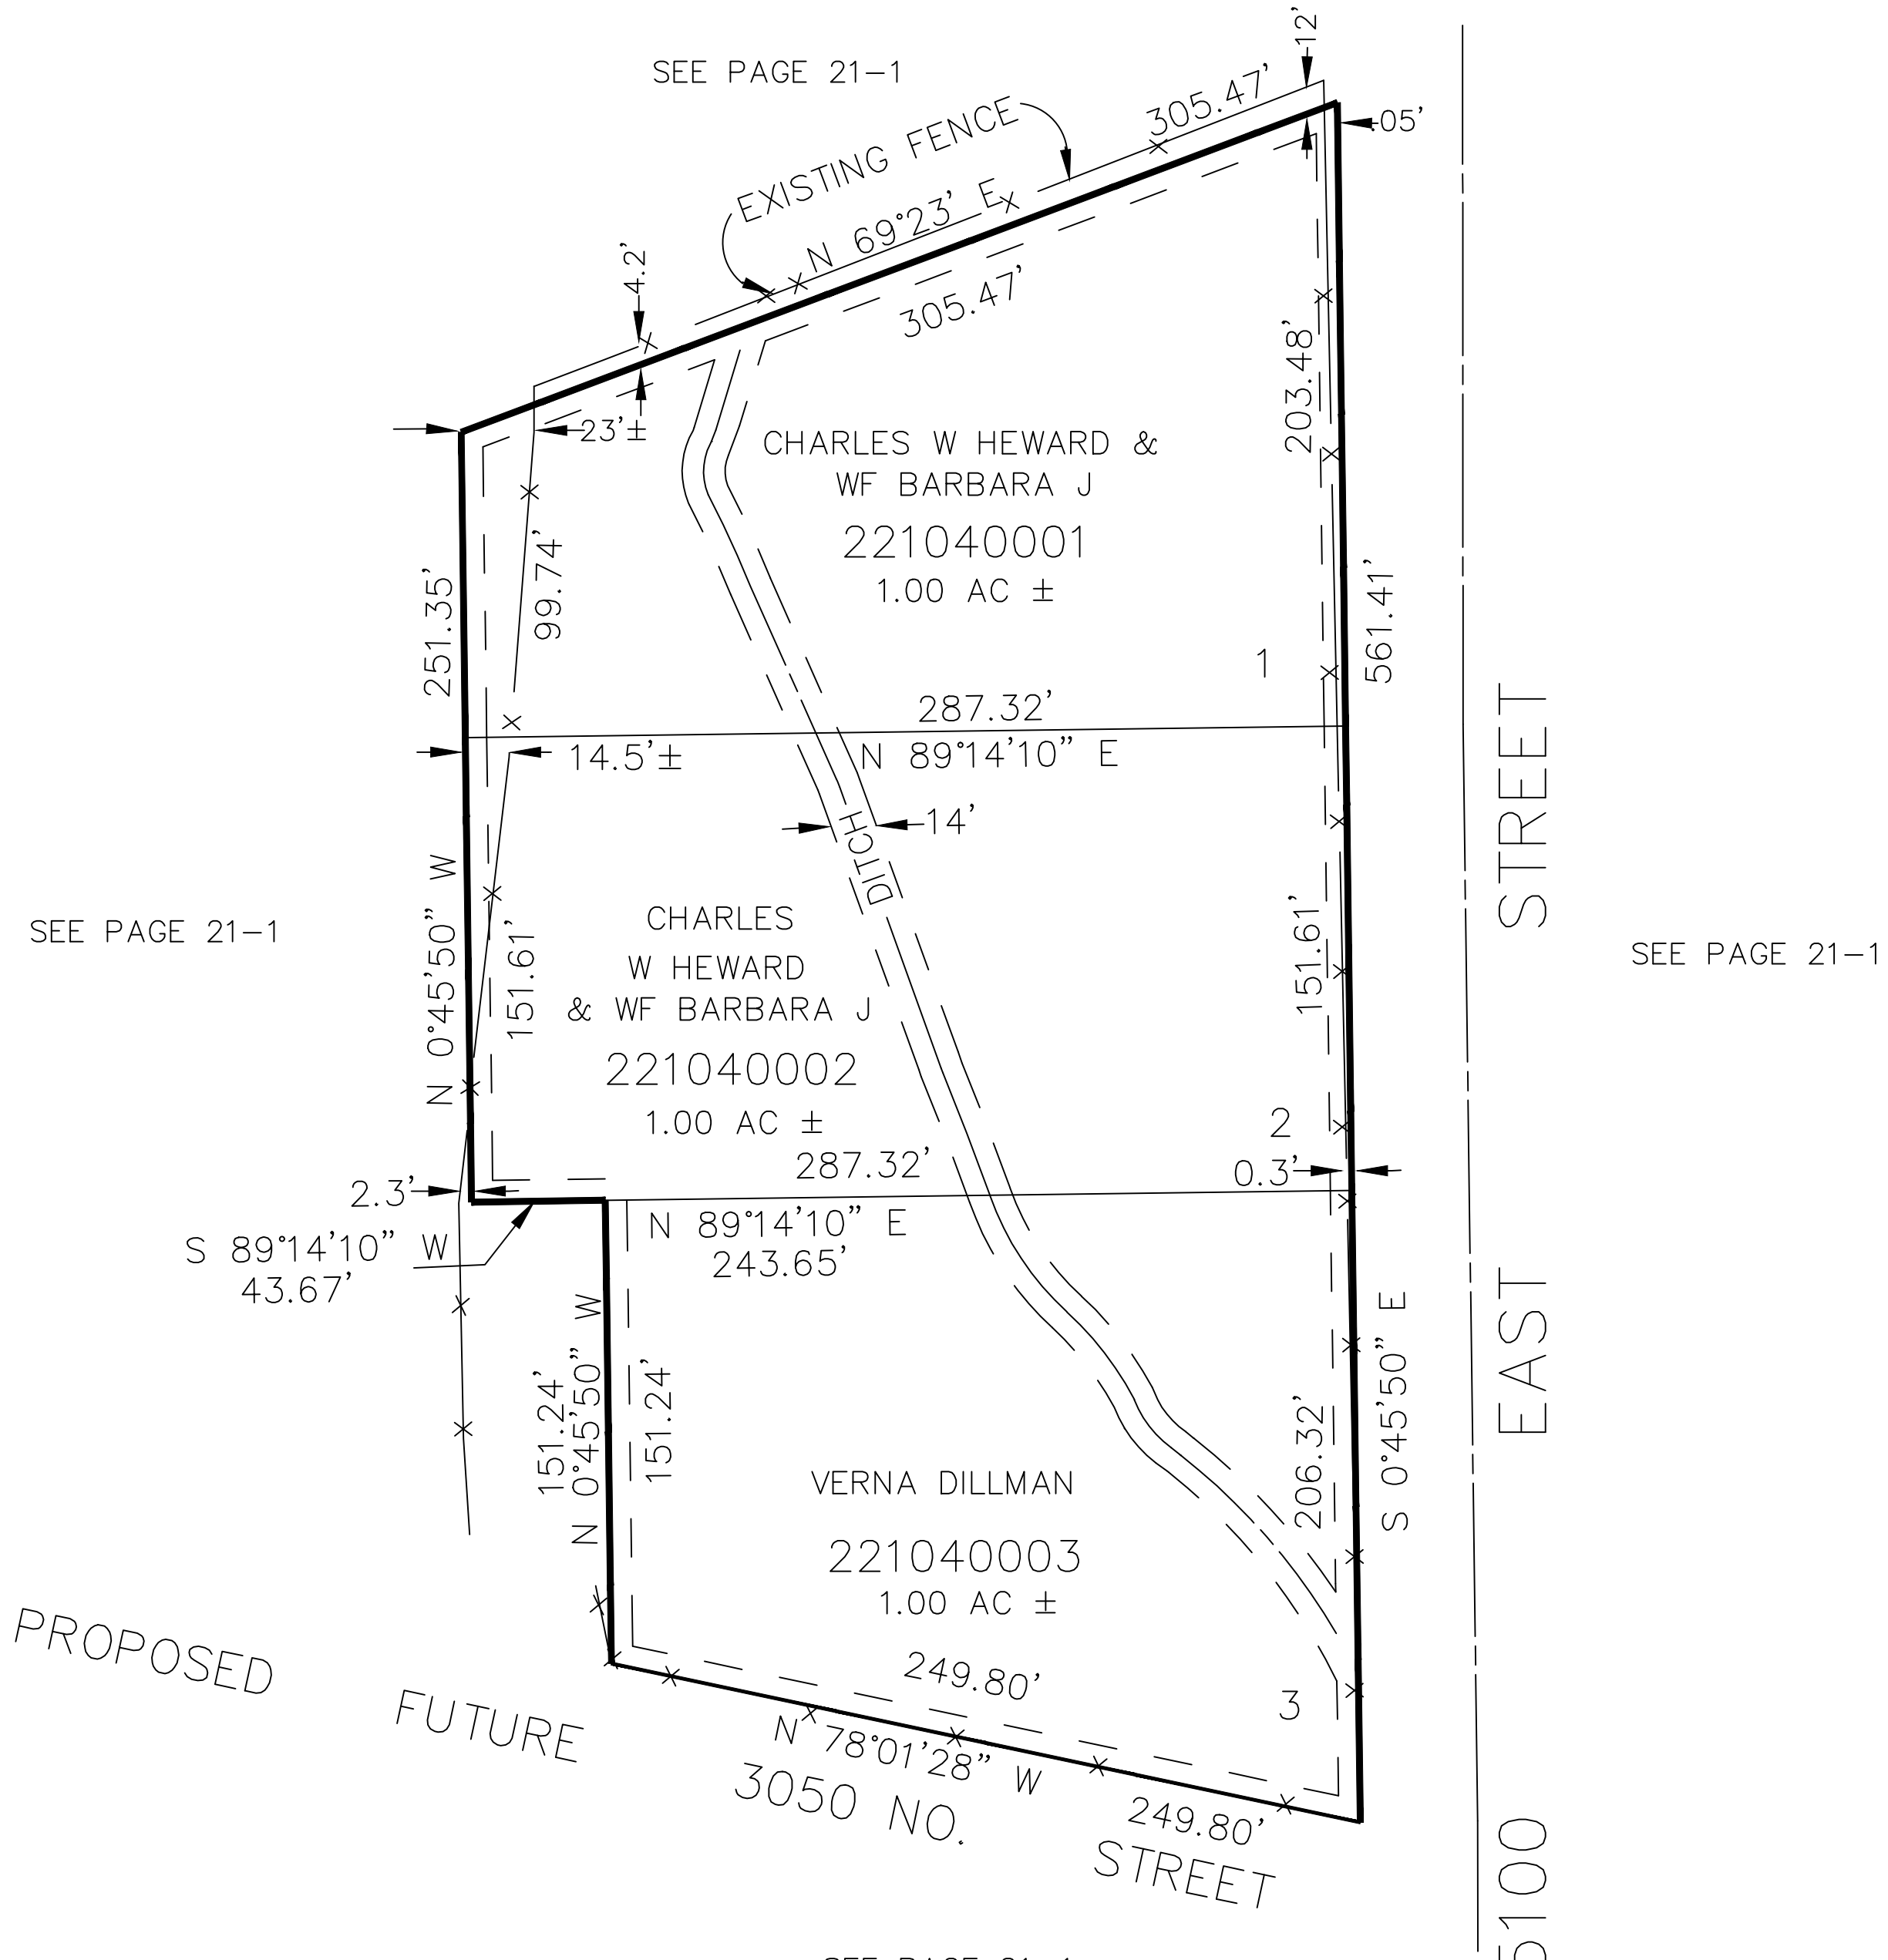 SEE PAGE 21-1
12'
305.47'
.05'
EXISTING FENCE
N 69°23' E
4.2'
305.47'
203.48'
23'±
CHARLES W HEWARD &
WF BARBARA J
221040001
1.00 AC ±
99.74'
251.35'
561.41'
1
287.32'
N 89°14'10" E
14.5'±
14'
DITCH
STREET
SEE PAGE 21-1
SEE PAGE 21-1
N 0°45'50" W
151.61'
CHARLES
W HEWARD
& WF BARBARA J
221040002
1.00 AC ±
151.61'
2
287.32'
0.3'
2.3'
S 89°14'10" W
43.67'
N 89°14'10" E
243.65'
EAST
S 0°45'50" E
206.32'
151.24'
N 0°45'50" W
151.24'
VERNA DILLMAN
221040003
1.00 AC ±
249.80'
3
N 78°01'28" W
249.80'
PROPOSED FUTURE 3050 NO. STREET
5100
SEE PAGE 21-1